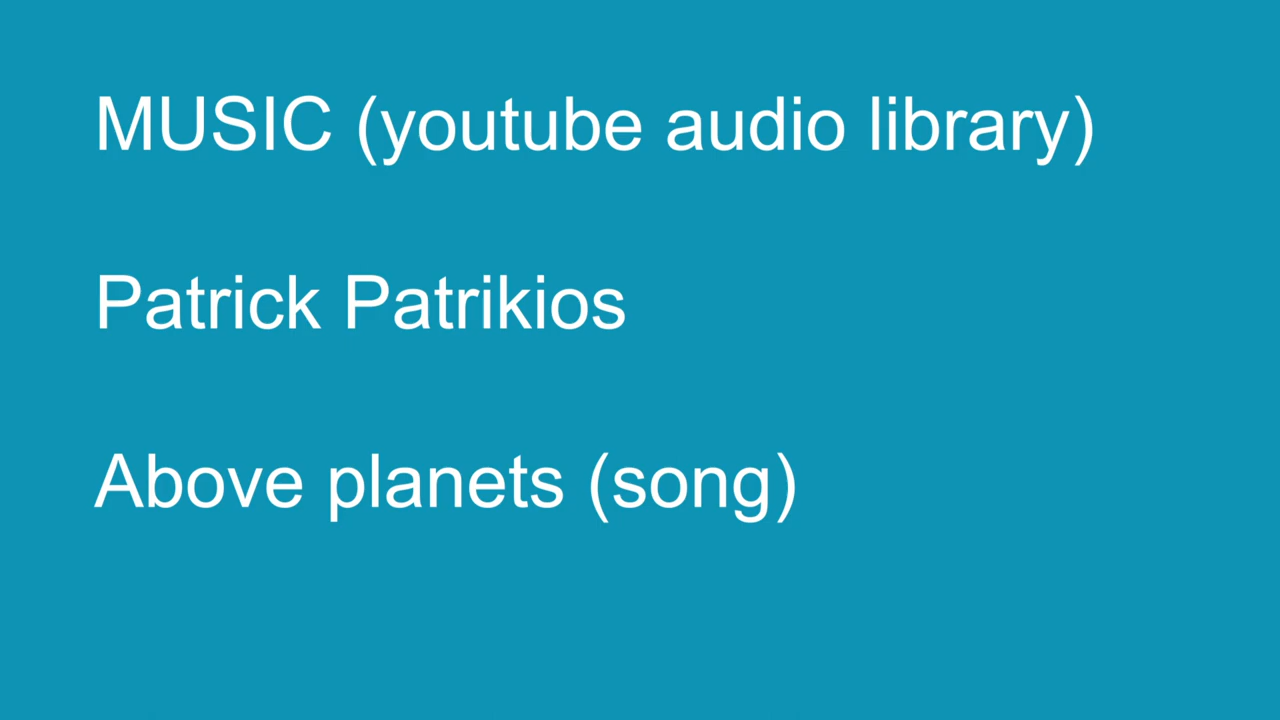 MUSIC (youtube audio library)
Patrick Patrikios
Above planets (song)